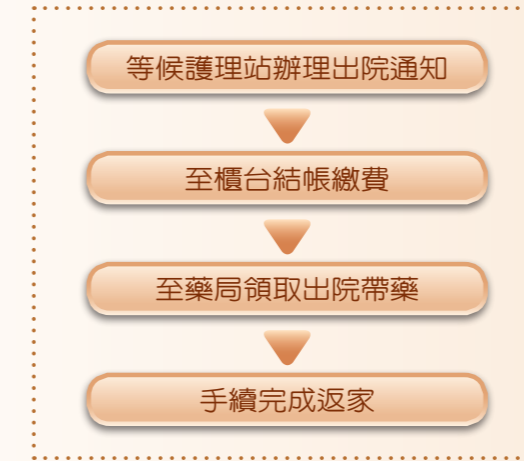 等候護理站辦理出院通知
至櫃台結帳繳費
至藥局領取出院帶藥
手續完成返家